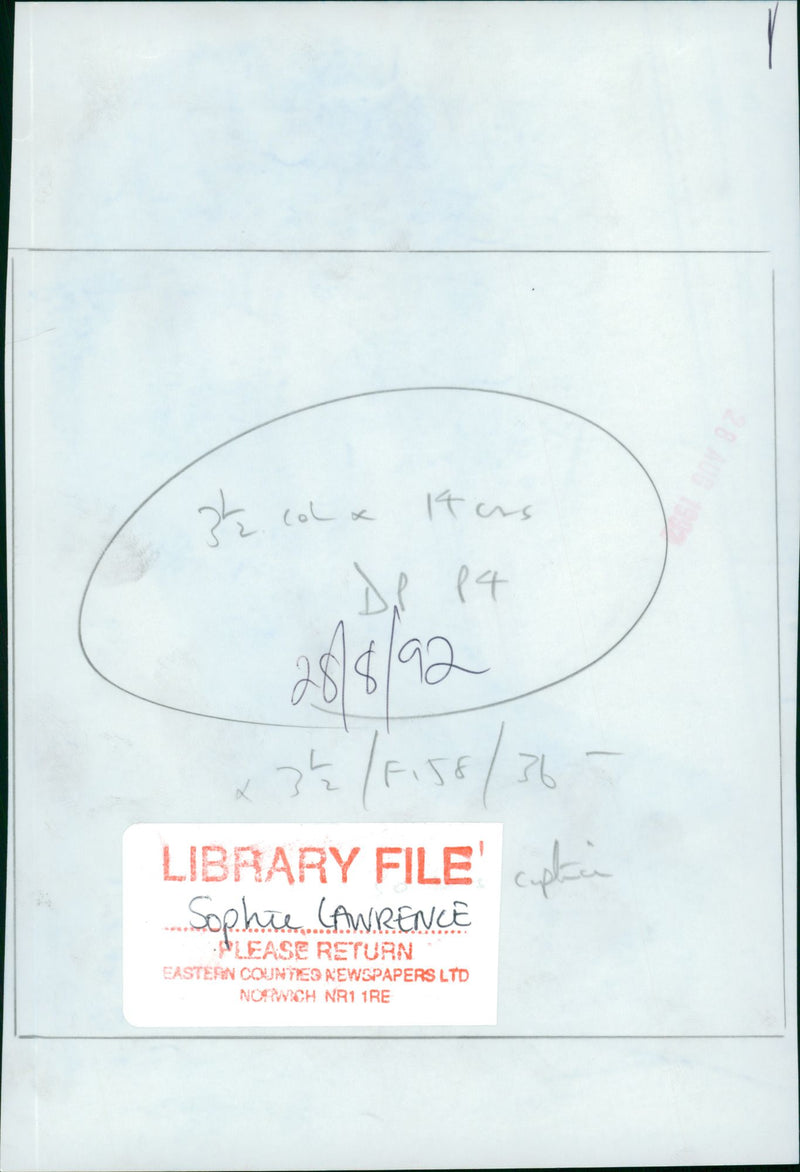 28 AUG 1992
3½ col x 14 cms
DP P4
28/8/92
x 3½ / F.58 / 36 -
LIBRARY FILE
caption
Sophie LAWRENCE
PLEASE RETURN
EASTERN COUNTIES NEWSPAPERS LTD
NORWICH NR1 1RE